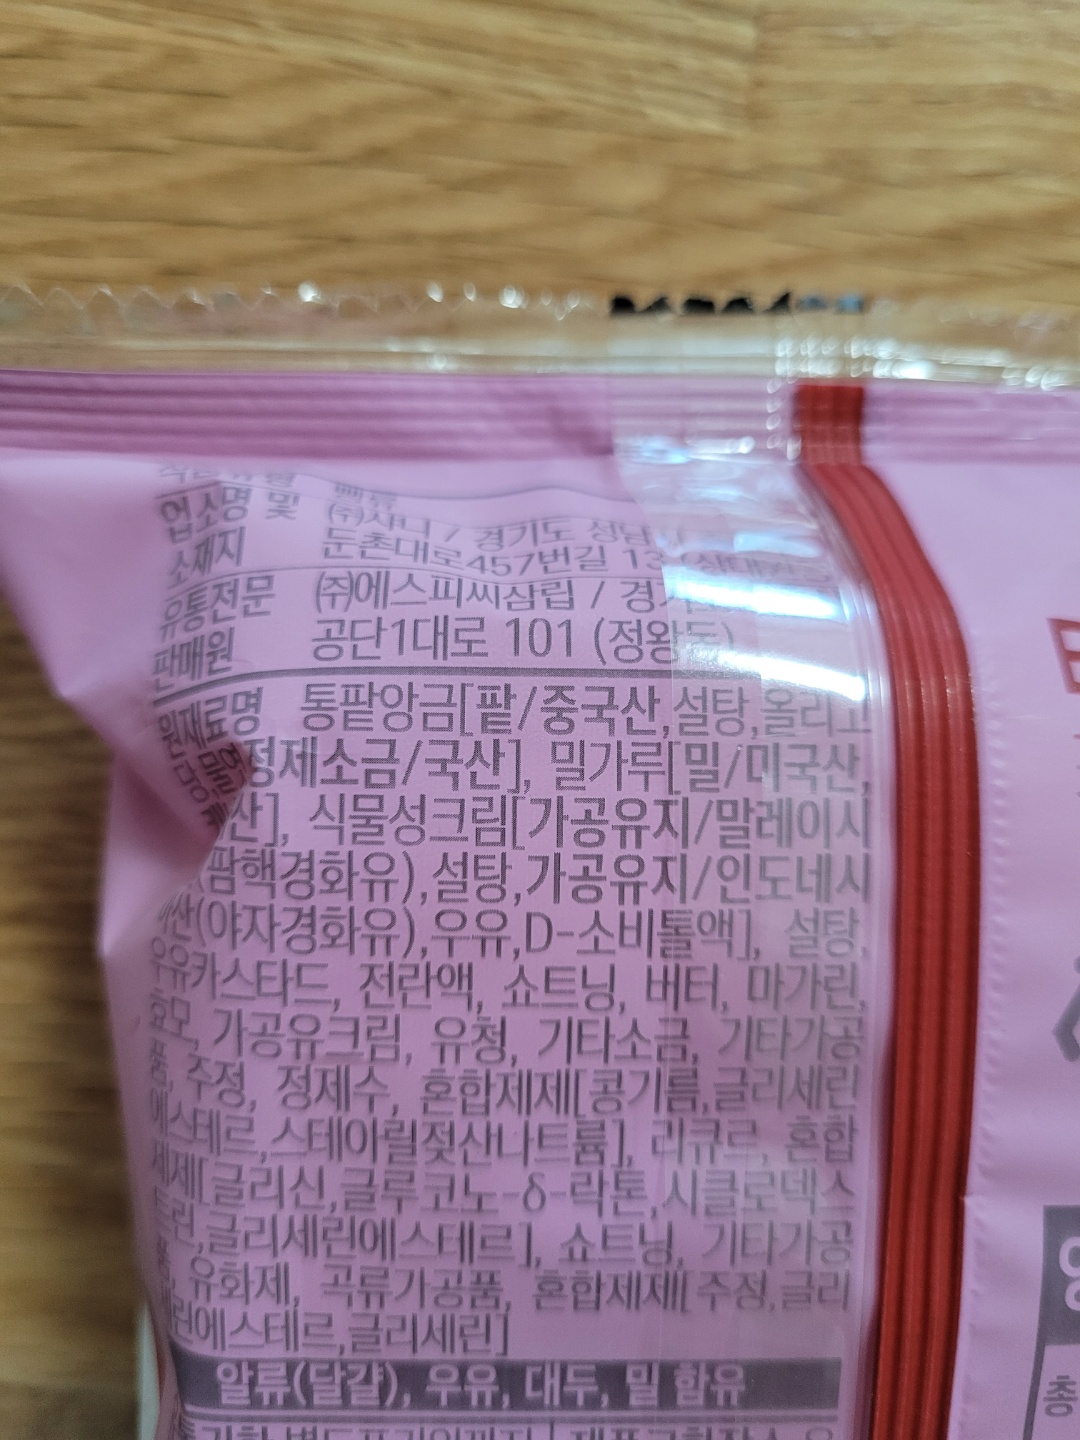 빵류
업소명 및 ㈜샤니 / 경기도 성남
소재지 둔촌대로457번길 13
유통전문 ㈜에스피씨삼립 /
판매원 공단1대로 101 (정왕동)
원재료명 통팥앙금[팥/중국산,설탕,올리고
정제소금/국산], 밀가루[밀/미국산,
산], 식물성크림[가공유지/말레이시
(팜핵경화유),설탕,가공유지/인도네시
아산(야자경화유),우유,D-소비톨액], 설탕,
우유카스타드, 전란액, 쇼트닝, 버터, 마가린,
효모, 가공유크림, 유청, 기타소금, 기타가공
품, 주정, 정제수, 혼합제제[콩기름,글리세린
에스테르,스테아릴젖산나트륨], 리큐르, 혼합
제제[글리신,글루코노-δ-락톤,시클로덱스
트린,글리세린에스테르], 쇼트닝, 기타가공
품, 유화제, 곡류가공품, 혼합제제[주정,글리
세린에스테르,글리세린]
알류(달걀), 우유, 대두, 밀 함유
총